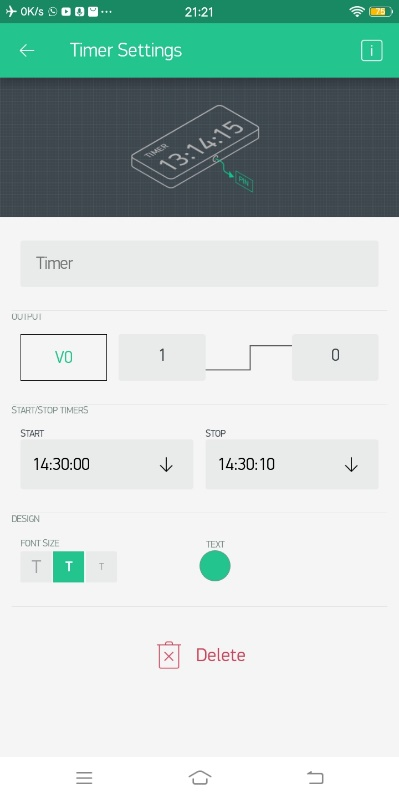 0K/s 21:21 75
Timer Settings i
TIMER
13:14:15
PIN
Timer
OUTPUT
V0 1 0
START/STOP TIMERS
START STOP
14:30:00 14:30:10
DESIGN
FONT SIZE TEXT
T T T
Delete